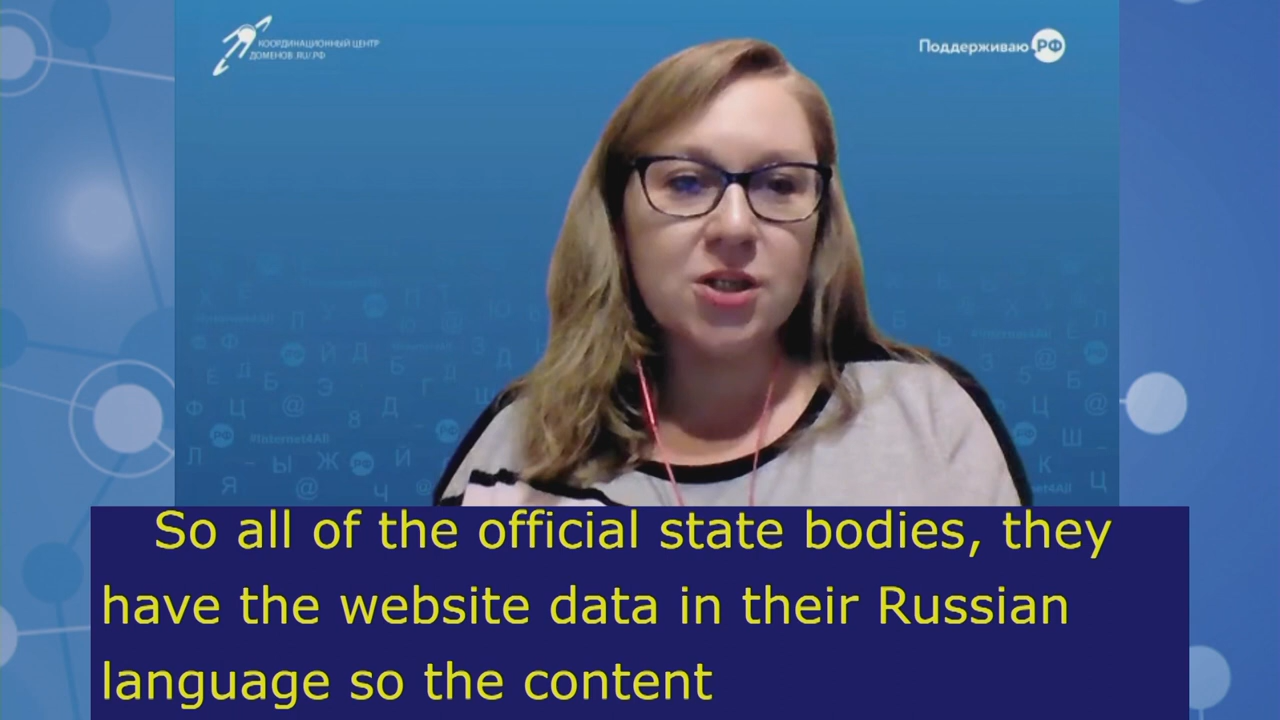 КООРДИНАЦИОННЫЙ ЦЕНТР
ДОМЕНОВ .RU/.РФ
Поддерживаю РФ
#Internet4All
So all of the official state bodies, they
have the website data in their Russian
language so the content